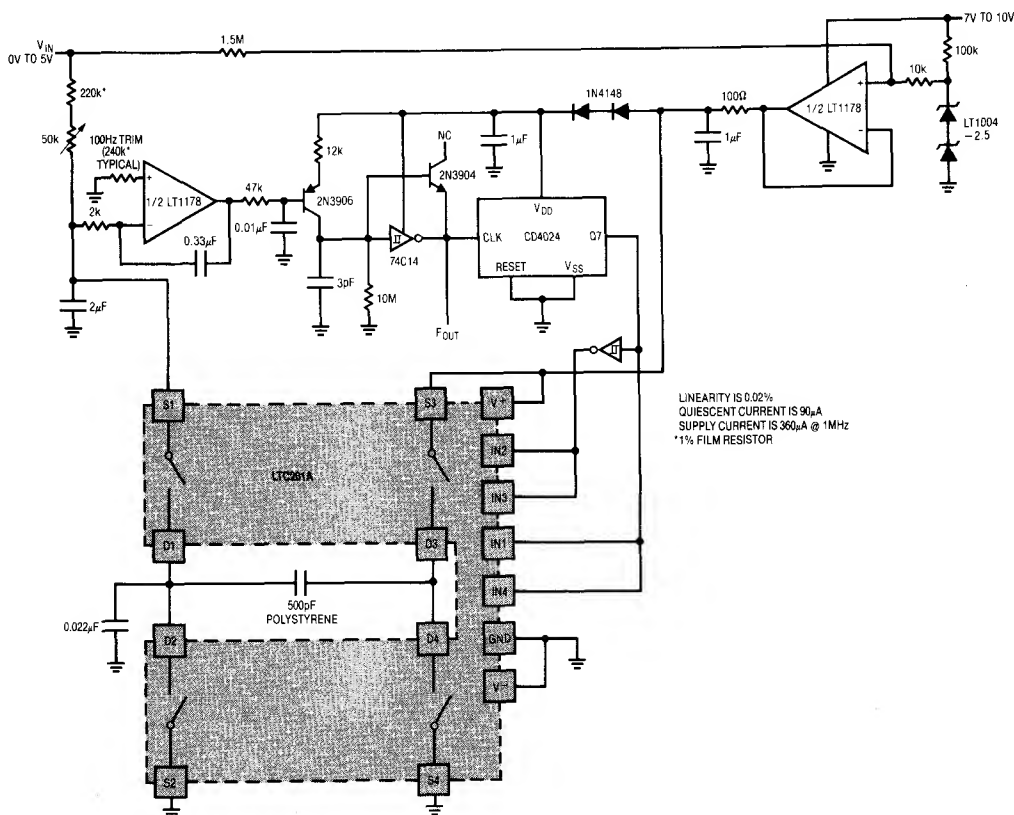 VIN
0V TO 5V
1.5M
7V TO 10V
100k
10k
220k*
50k
100Hz TRIM
(240k*
TYPICAL)
+
1/2 LT1178
−
2k
0.33µF
2µF
47k
0.01µF
12k
2N3906
3pF
10M
74C14
NC
2N3904
FOUT
1µF
1N4148
VDD
CLK
CD4024
Q7
RESET
VSS
1µF
100Ω
+
1/2 LT1178
−
LT1004
−2.5
S1
S3
LTC201A
D1
D3
500pF
POLYSTYRENE
0.022µF
D2
D4
S2
S4
V+
IN2
IN3
IN1
IN4
GND
V−
LINEARITY IS 0.02%
QUIESCENT CURRENT IS 90µA
SUPPLY CURRENT IS 360µA @ 1MHz
*1% FILM RESISTOR